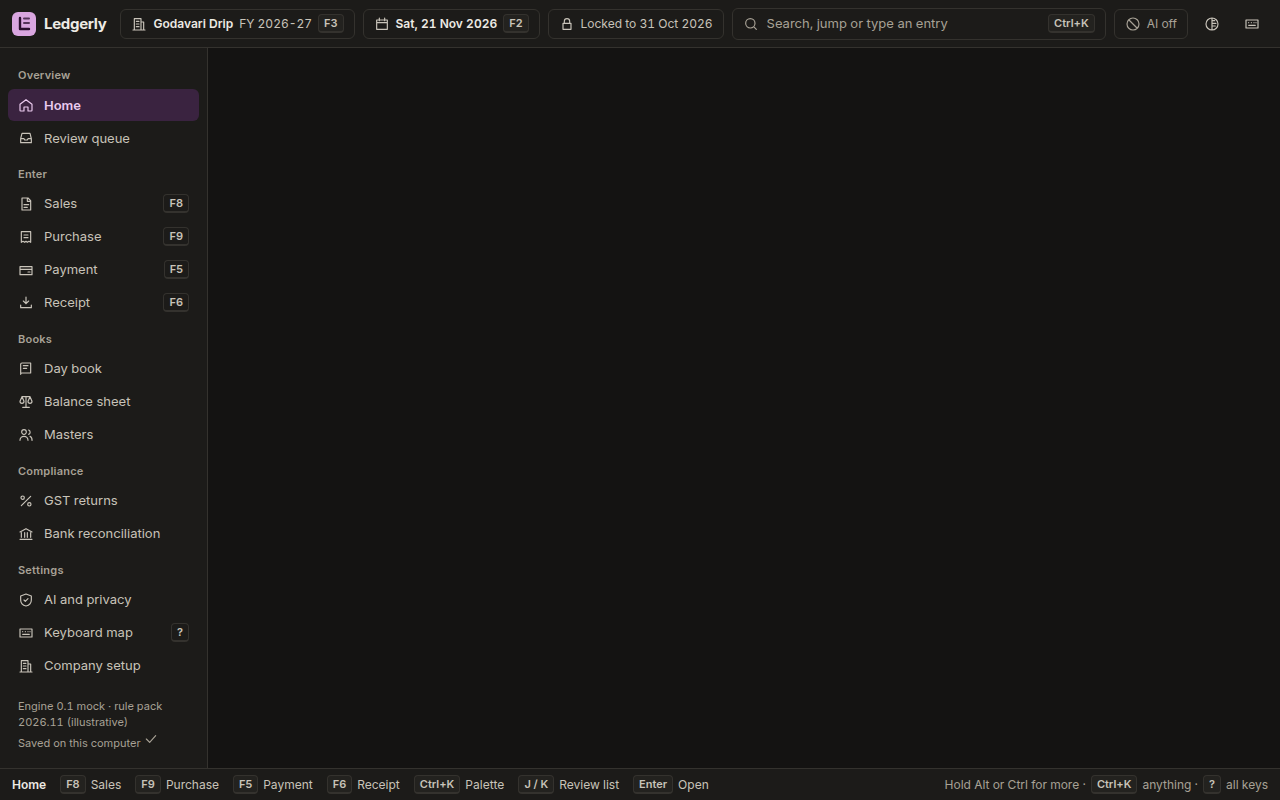 Ledgerly
Godavari Drip FY 2026-27 F3
Sat, 21 Nov 2026 F2
Locked to 31 Oct 2026
Search, jump or type an entry Ctrl+K
AI off
Overview
Home
Review queue
Enter
Sales F8
Purchase F9
Payment F5
Receipt F6
Books
Day book
Balance sheet
Masters
Compliance
GST returns
Bank reconciliation
Settings
AI and privacy
Keyboard map ?
Company setup
Engine 0.1 mock · rule pack
2026.11 (illustrative)
Saved on this computer
Home F8 Sales F9 Purchase F5 Payment F6 Receipt Ctrl+K Palette J / K Review list Enter Open
Hold Alt or Ctrl for more · Ctrl+K anything · ? all keys